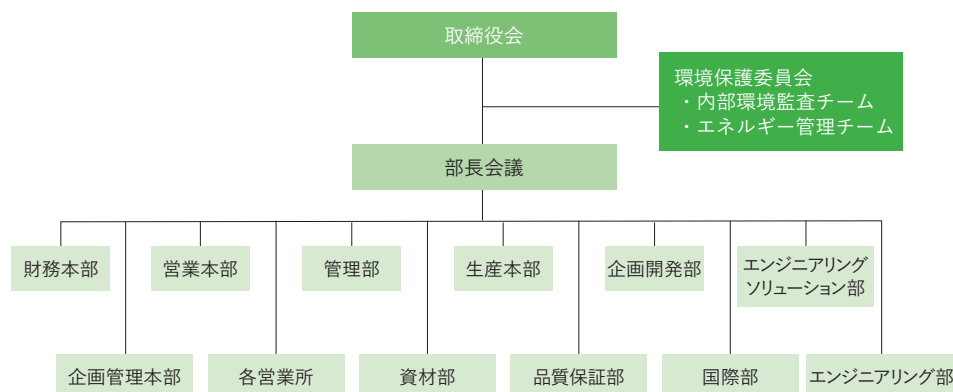 取締役会
環境保護委員会
・内部環境監査チーム
・エネルギー管理チーム
部長会議
財務本部
営業本部
管理部
生産本部
企画開発部
エンジニアリング
ソリューション部
企画管理本部
各営業所
資材部
品質保証部
国際部
エンジニアリング部